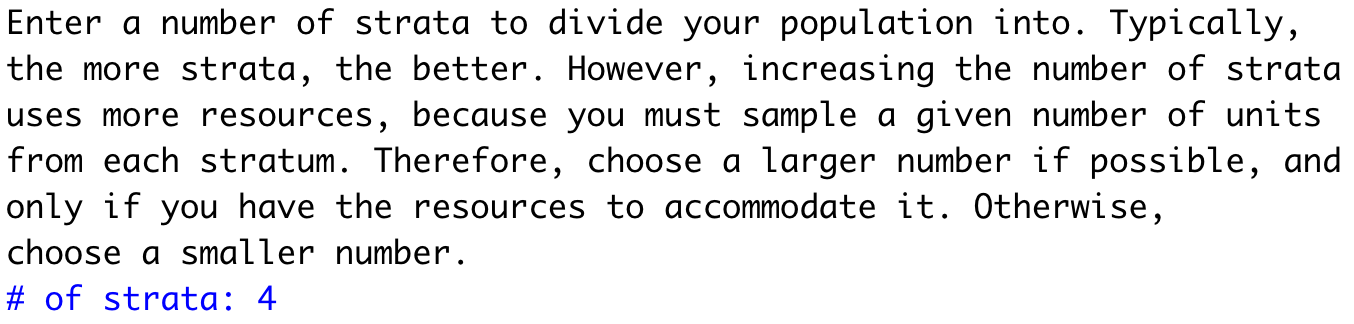 Enter a number of strata to divide your population into. Typically,
the more strata, the better. However, increasing the number of strata
uses more resources, because you must sample a given number of units
from each stratum. Therefore, choose a larger number if possible, and
only if you have the resources to accommodate it. Otherwise,
choose a smaller number.
# of strata: 4